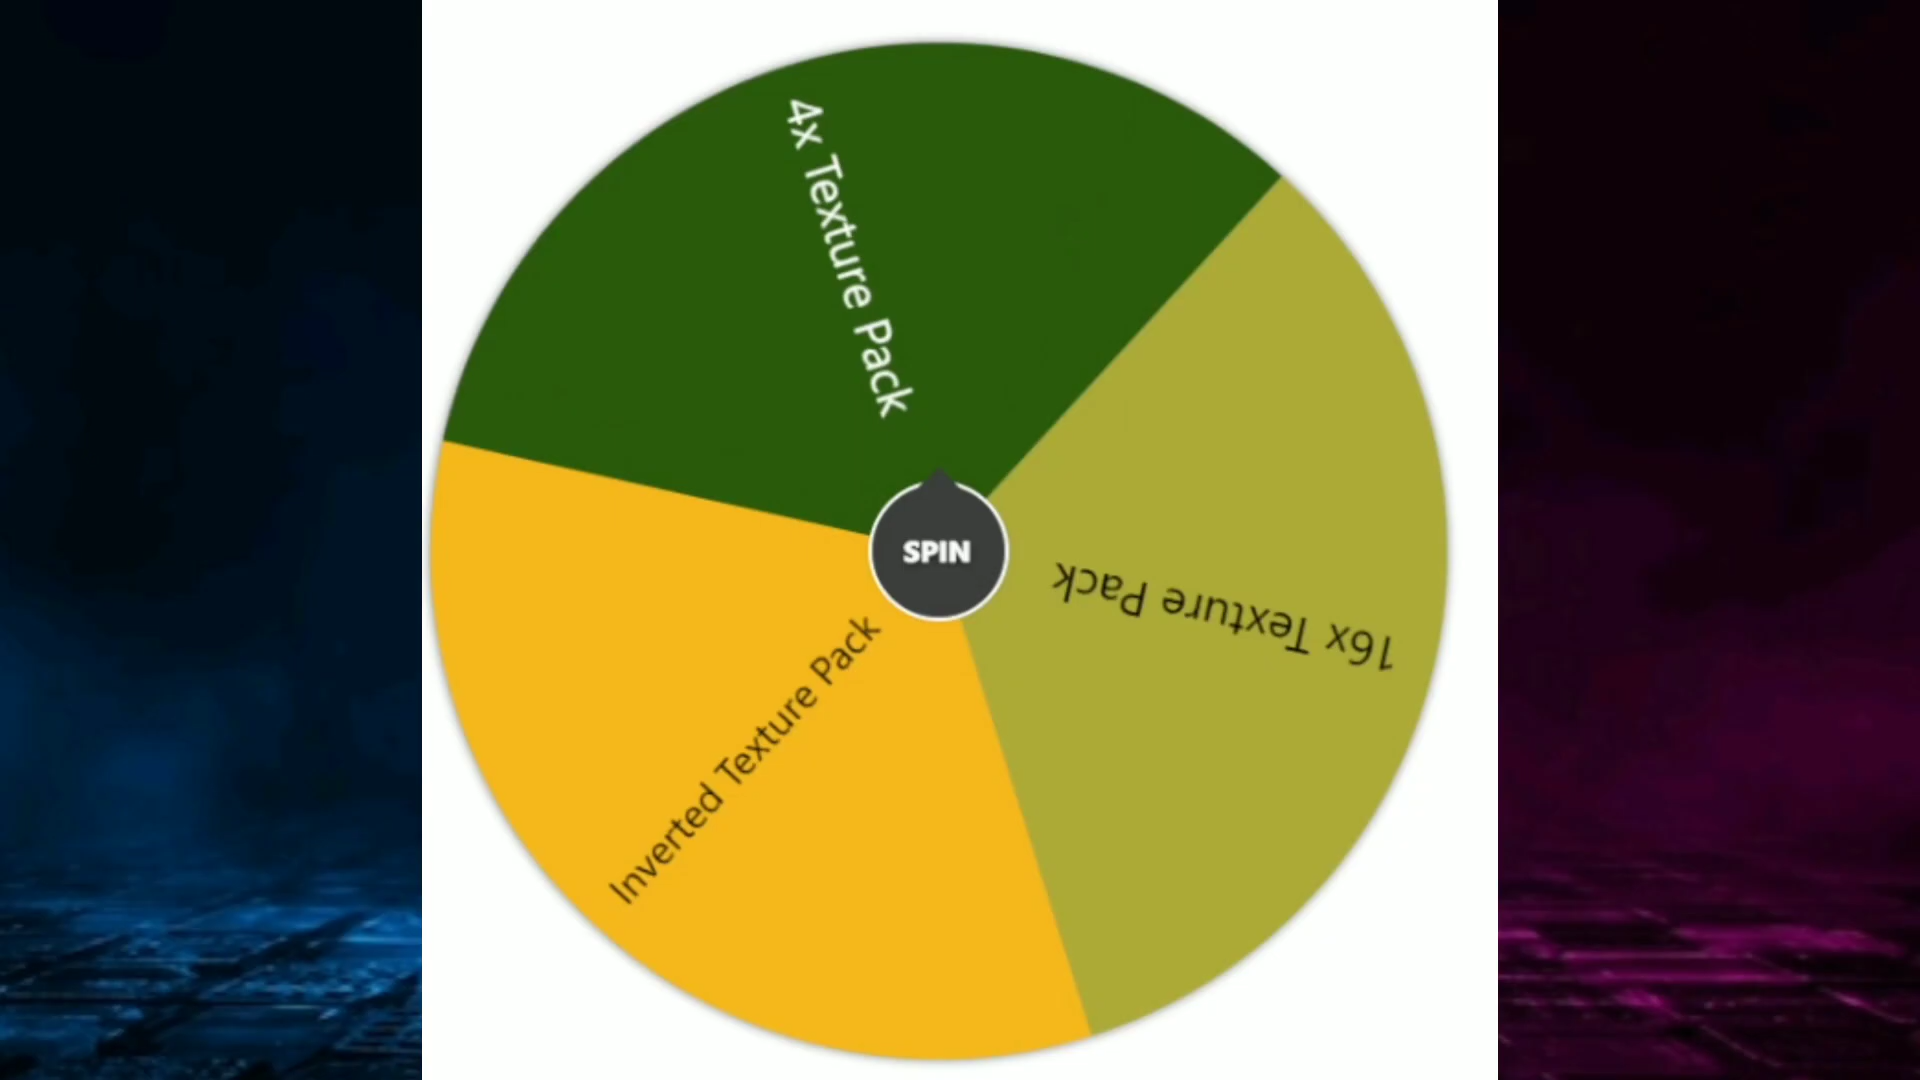 4x Texture Pack
SPIN
16x Texture Pack
Inverted Texture Pack